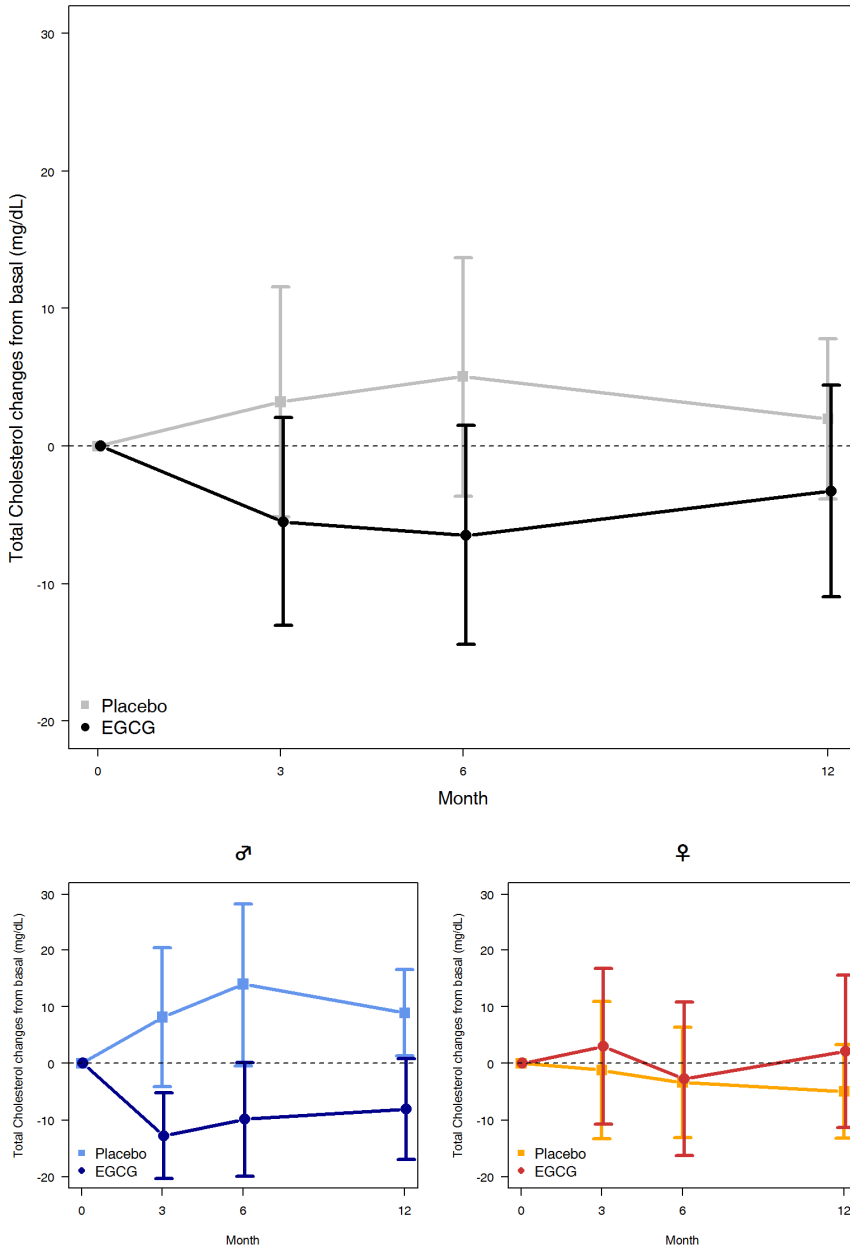 Total Cholesterol changes from basal (mg/dL)
30
20
10
0
-10
-20
Placebo
EGCG
0 3 6 12
Month
♂
Total Cholesterol changes from basal (mg/dL)
30
20
10
0
-10
-20
Placebo
EGCG
0 3 6 12
Month
♀
Total Cholesterol changes from basal (mg/dL)
30
20
10
0
-10
-20
Placebo
EGCG
0 3 6 12
Month